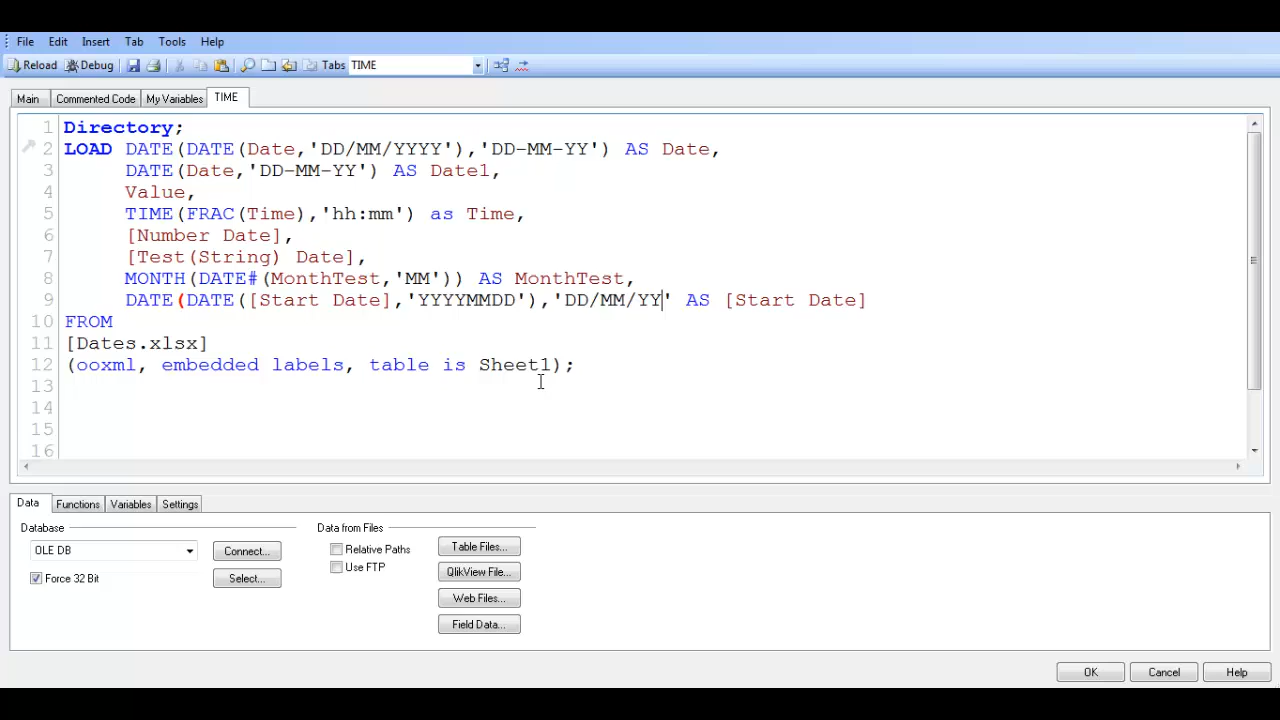 File Edit Insert Tab Tools Help
Reload Debug Tabs TIME
Main Commented Code My Variables TIME
1 Directory;
2 LOAD DATE(DATE(Date,'DD/MM/YYYY'),'DD-MM-YY') AS Date,
3 DATE(Date,'DD-MM-YY') AS Date1,
4 Value,
5 TIME(FRAC(Time),'hh:mm') as Time,
6 [Number Date],
7 [Test(String) Date],
8 MONTH(DATE#(MonthTest,'MM')) AS MonthTest,
9 DATE(DATE([Start Date],'YYYYMMDD'),'DD/MM/YY' AS [Start Date]
10 FROM
11 [Dates.xlsx]
12 (ooxml, embedded labels, table is Sheet1);
13
14
15
16
Data Functions Variables Settings
Database Data from Files
OLE DB Connect... Relative Paths Table Files...
Force 32 Bit Select... Use FTP QlikView File...
Web Files...
Field Data...
OK Cancel Help